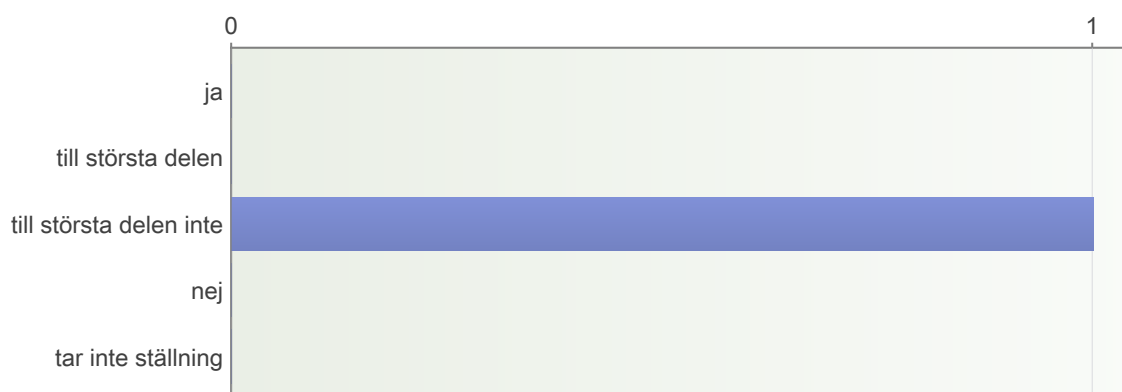 0 1
ja
till största delen
till största delen inte
nej
tar inte ställning